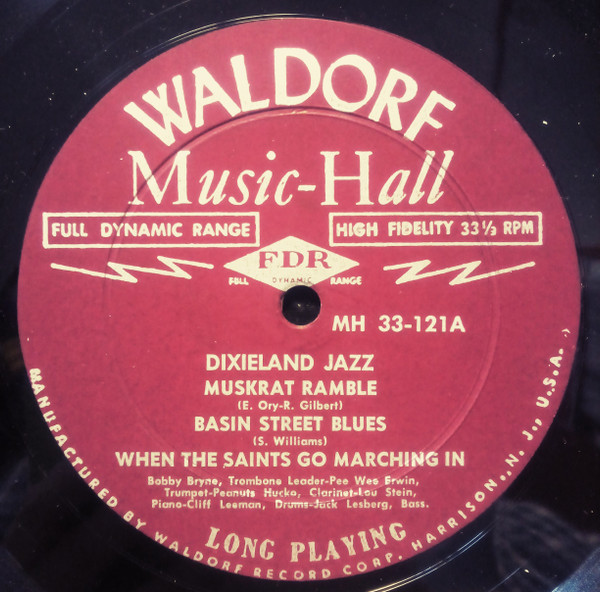 WALDORF
Music-Hall
FULL DYNAMIC RANGE
HIGH FIDELITY 33 1/3 RPM
FDR
FULL DYNAMIC RANGE
MH 33-121A
DIXIELAND JAZZ
MUSKRAT RAMBLE
(E. Ory-R. Gilbert)
BASIN STREET BLUES
(S. Williams)
WHEN THE SAINTS GO MARCHING IN
Bobby Bryne, Trombone Leader-Pee Wee Erwin,
Trumpet-Peanuts Hucko, Clarinet-Lou Stein,
Piano-Cliff Leeman, Drums-Jack Lesberg, Bass.
LONG PLAYING
MANUFACTURED BY WALDORF RECORD CORP. HARRISON, N. J., U.S.A.